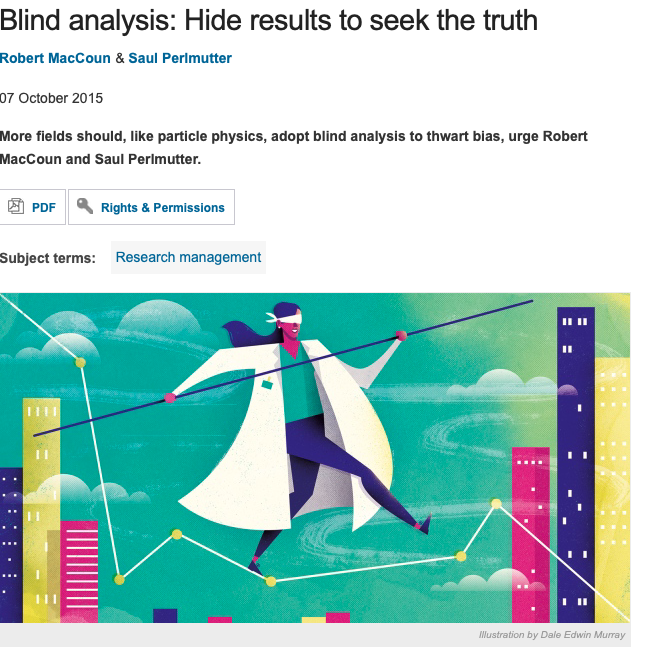 Blind analysis: Hide results to seek the truth
Robert MacCoun & Saul Perlmutter
07 October 2015
More fields should, like particle physics, adopt blind analysis to thwart bias, urge Robert
MacCoun and Saul Perlmutter.
PDF Rights & Permissions
Subject terms: Research management
Illustration by Dale Edwin Murray